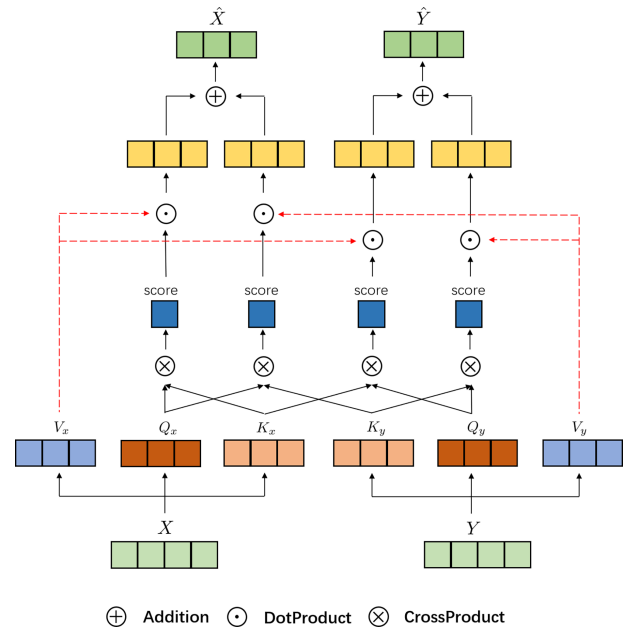 X̂ Ŷ
score score score score
V_x Q_x K_x K_y Q_y V_y
X Y
Addition DotProduct CrossProduct